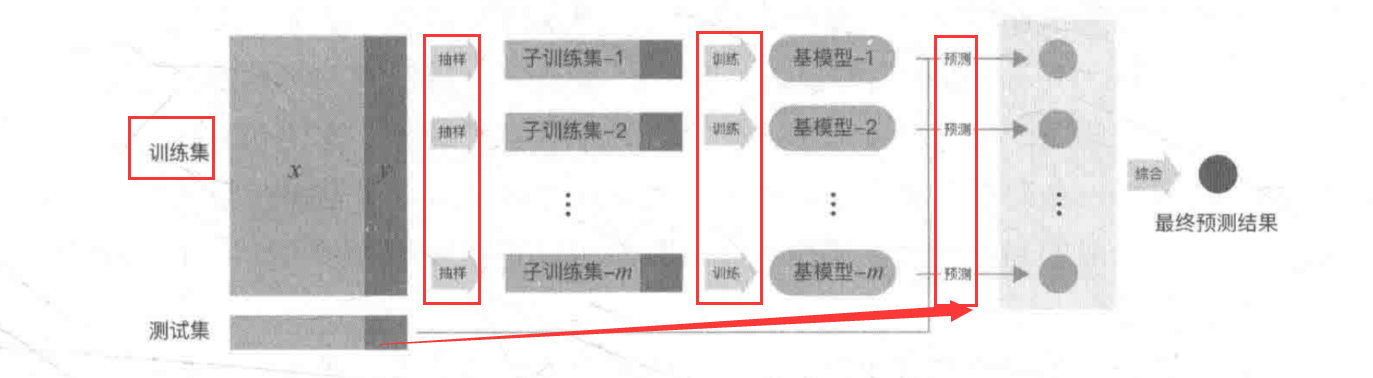 抽样
子训练集-1
训练
基模型-1
预测
抽样
子训练集-2
训练
基模型-2
预测
训练集
x
y
综合
最终预测结果
抽样
子训练集-m
训练
基模型-m
预测
测试集